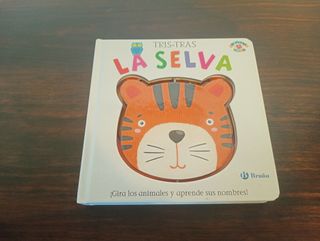 TRIS-TRAS
LA SELVA
Bruño
¡Gira los animales y aprende sus nombres!